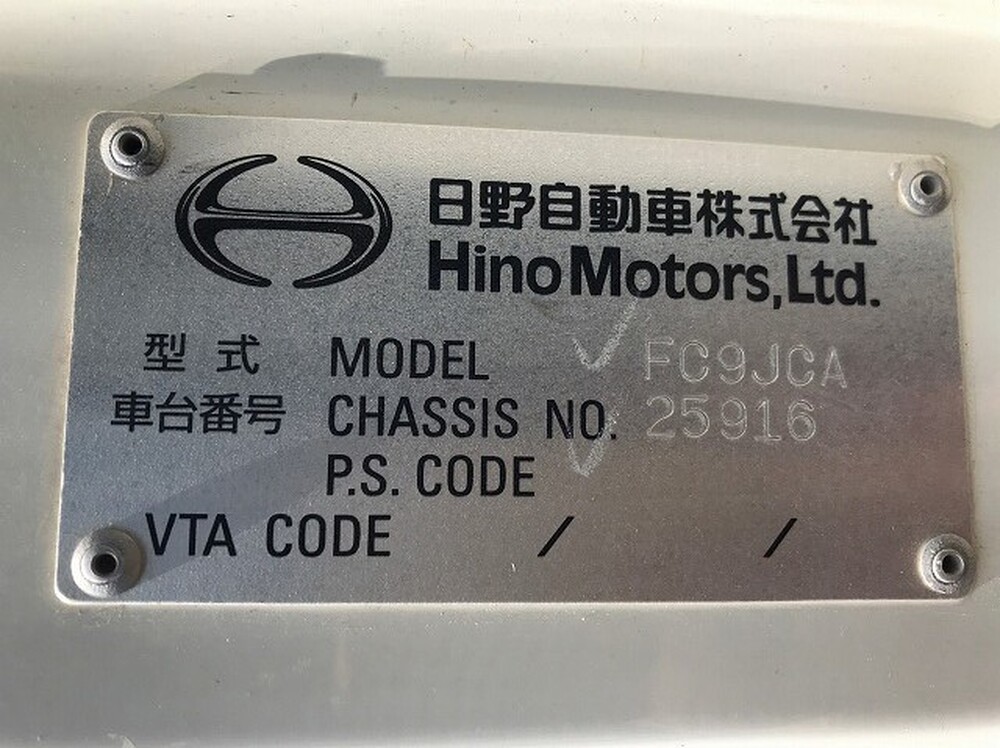 日野自動車株式会社
Hino Motors, Ltd.
型式 MODEL FC9JCA
車台番号 CHASSIS NO. 25916
P.S. CODE
VTA CODE / /